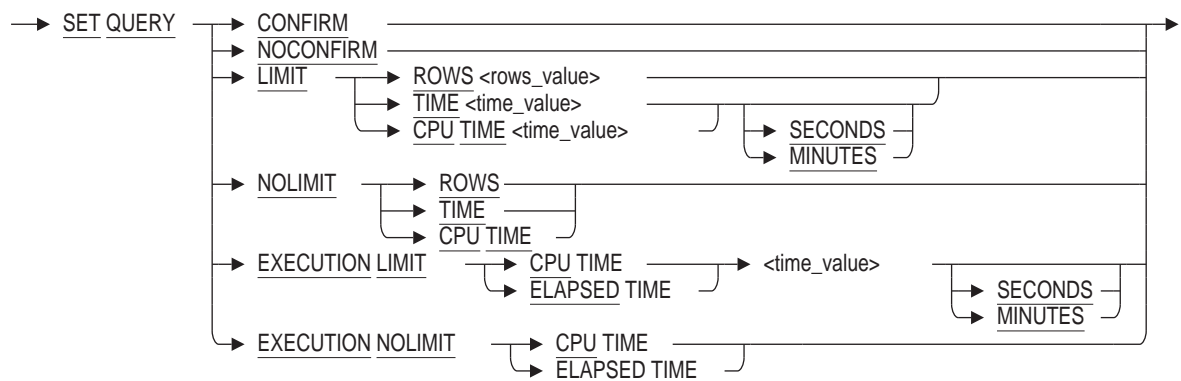 SET QUERY CONFIRM
NOCONFIRM
LIMIT ROWS <rows_value>
TIME <time_value>
CPU TIME <time_value> SECONDS
MINUTES
NOLIMIT ROWS
TIME
CPU TIME
EXECUTION LIMIT CPU TIME <time_value>
ELAPSED TIME SECONDS
MINUTES
EXECUTION NOLIMIT CPU TIME
ELAPSED TIME